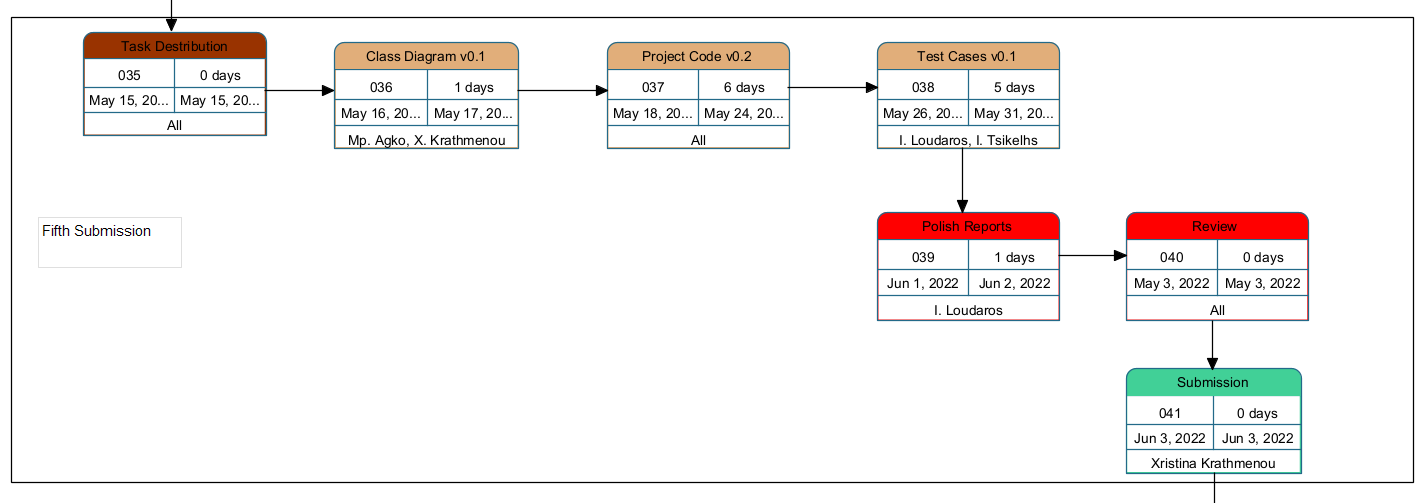 Task Destribution
035 0 days
May 15, 20... May 15, 20...
All
Class Diagram v0.1
036 1 days
May 16, 20... May 17, 20...
Mp. Agko, X. Krathmenou
Project Code v0.2
037 6 days
May 18, 20... May 24, 20...
All
Test Cases v0.1
038 5 days
May 26, 20... May 31, 20...
I. Loudaros, I. Tsikelhs
Fifth Submission
Polish Reports
039 1 days
Jun 1, 2022 Jun 2, 2022
I. Loudaros
Review
040 0 days
May 3, 2022 May 3, 2022
All
Submission
041 0 days
Jun 3, 2022 Jun 3, 2022
Xristina Krathmenou